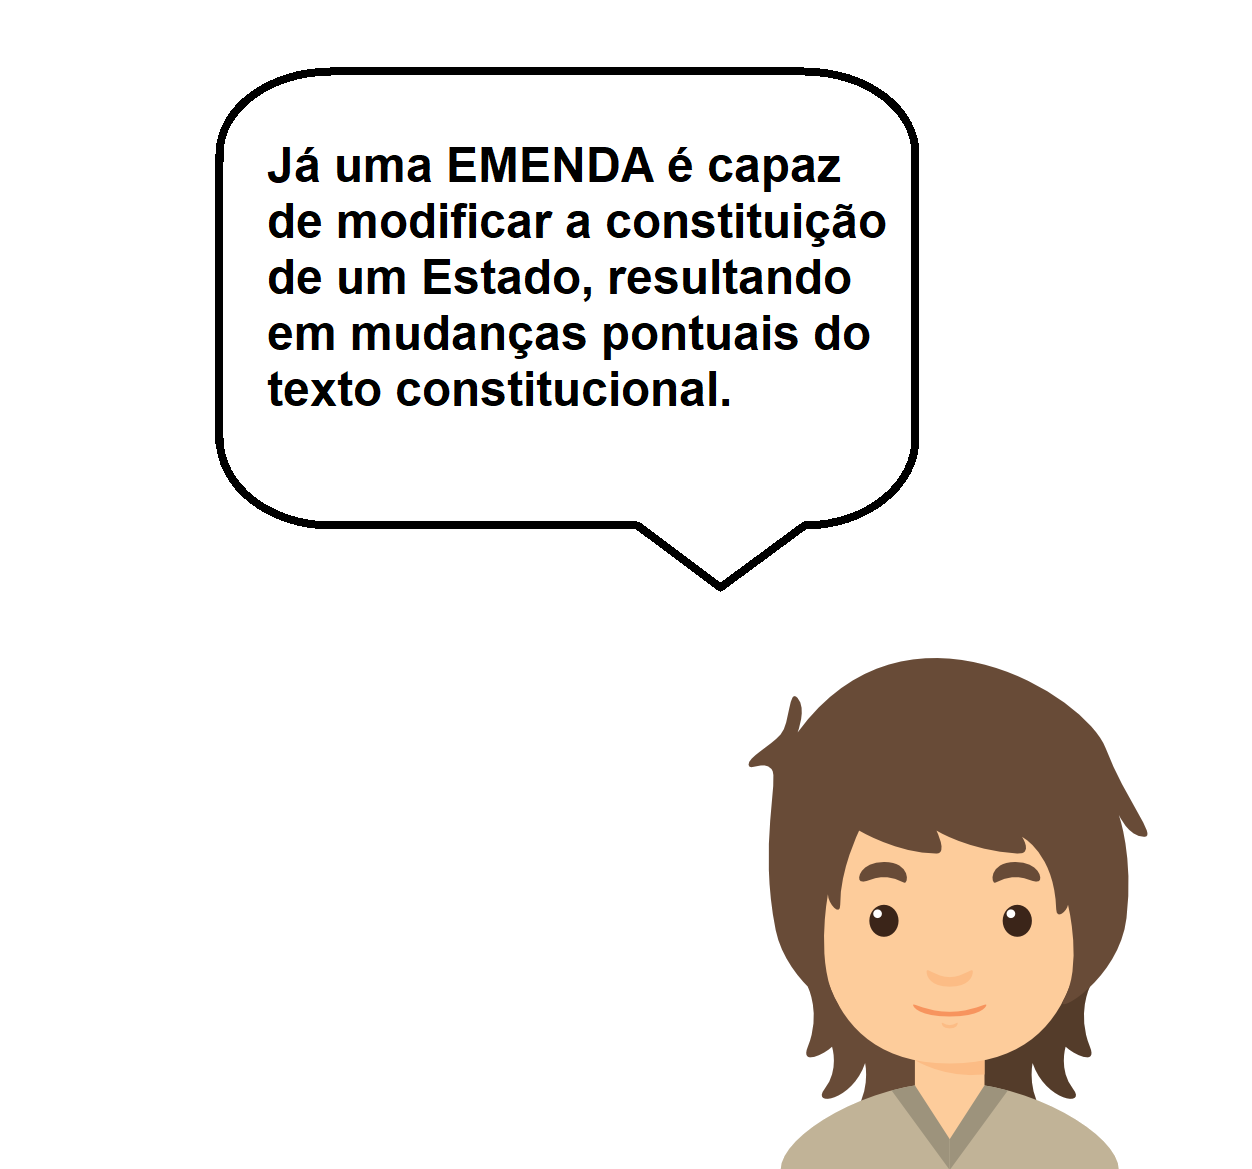 Já uma EMENDA é capaz
de modificar a constituição
de um Estado, resultando
em mudanças pontuais do
texto constitucional.